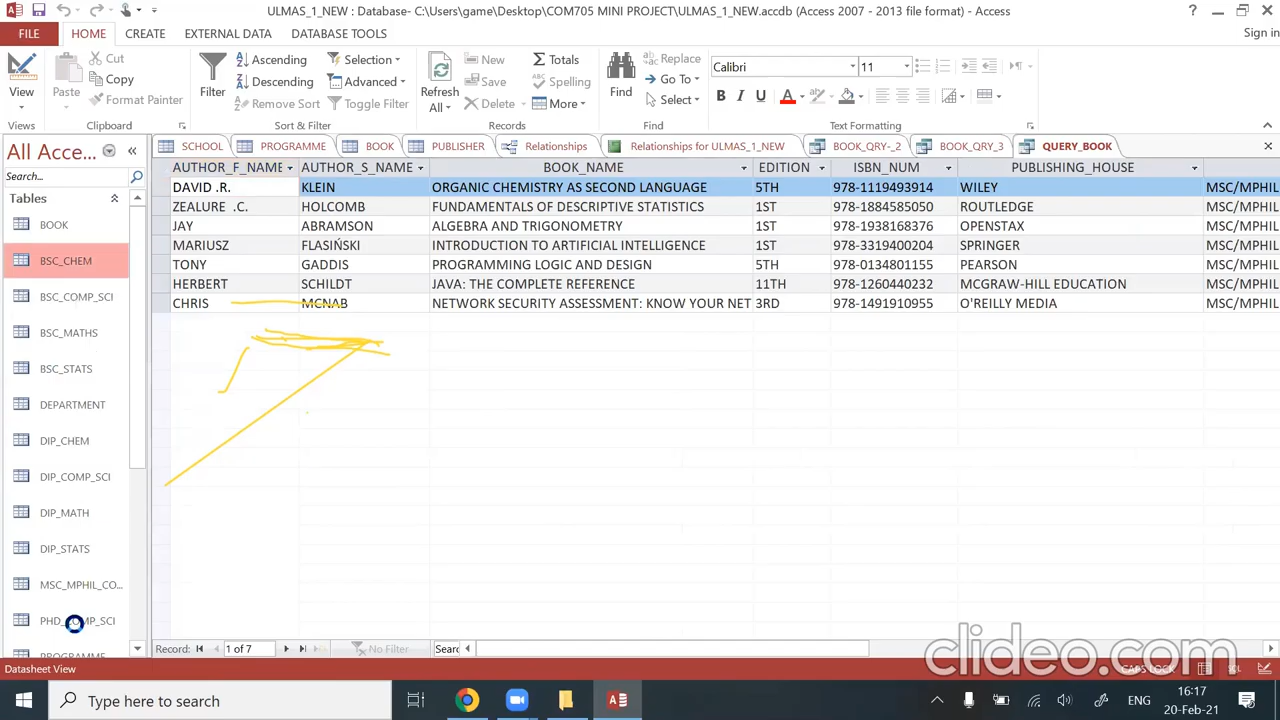 ULMAS_1_NEW : Database- C:\Users\game\Desktop\COM705 MINI PROJECT\ULMAS_1_NEW.accdb (Access 2007 - 2013 file format) - Access
FILE HOME CREATE EXTERNAL DATA DATABASE TOOLS Sign in
View Views
Paste Cut Copy Format Painter Clipboard
Filter Ascending Descending Remove Sort Selection Advanced Toggle Filter Sort & Filter
Refresh All New Save Delete Totals Spelling More Records
Find Replace Go To Select Find
Calibri 11 B I U A Text Formatting
All Acce...
Search...
Tables
BOOK
BSC_CHEM
BSC_COMP_SCI
BSC_MATHS
BSC_STATS
DEPARTMENT
DIP_CHEM
DIP_COMP_SCI
DIP_MATH
DIP_STATS
MSC_MPHIL_CO...
PHD_COMP_SCI
PROGRAMME
SCHOOL PROGRAMME BOOK PUBLISHER Relationships Relationships for ULMAS_1_NEW BOOK_QRY-_2 BOOK_QRY_3 QUERY_BOOK
AUTHOR_F_NAME AUTHOR_S_NAME BOOK_NAME EDITION ISBN_NUM PUBLISHING_HOUSE
DAVID .R. KLEIN ORGANIC CHEMISTRY AS SECOND LANGUAGE 5TH 978-1119493914 WILEY MSC/MPHIL
ZEALURE .C. HOLCOMB FUNDAMENTALS OF DESCRIPTIVE STATISTICS 1ST 978-1884585050 ROUTLEDGE MSC/MPHIL
JAY ABRAMSON ALGEBRA AND TRIGONOMETRY 1ST 978-1938168376 OPENSTAX MSC/MPHIL
MARIUSZ FLASIŃSKI INTRODUCTION TO ARTIFICIAL INTELLIGENCE 1ST 978-3319400204 SPRINGER MSC/MPHIL
TONY GADDIS PROGRAMMING LOGIC AND DESIGN 5TH 978-0134801155 PEARSON MSC/MPHIL
HERBERT SCHILDT JAVA: THE COMPLETE REFERENCE 11TH 978-1260440232 MCGRAW-HILL EDUCATION MSC/MPHIL
CHRIS MCNAB NETWORK SECURITY ASSESSMENT: KNOW YOUR NET 3RD 978-1491910955 O'REILLY MEDIA MSC/MPHIL
Record: 1 of 7 No Filter Searc
clideo.com
Datasheet View CAPS LOCK SQL
Type here to search ENG 16:17
20-Feb-21